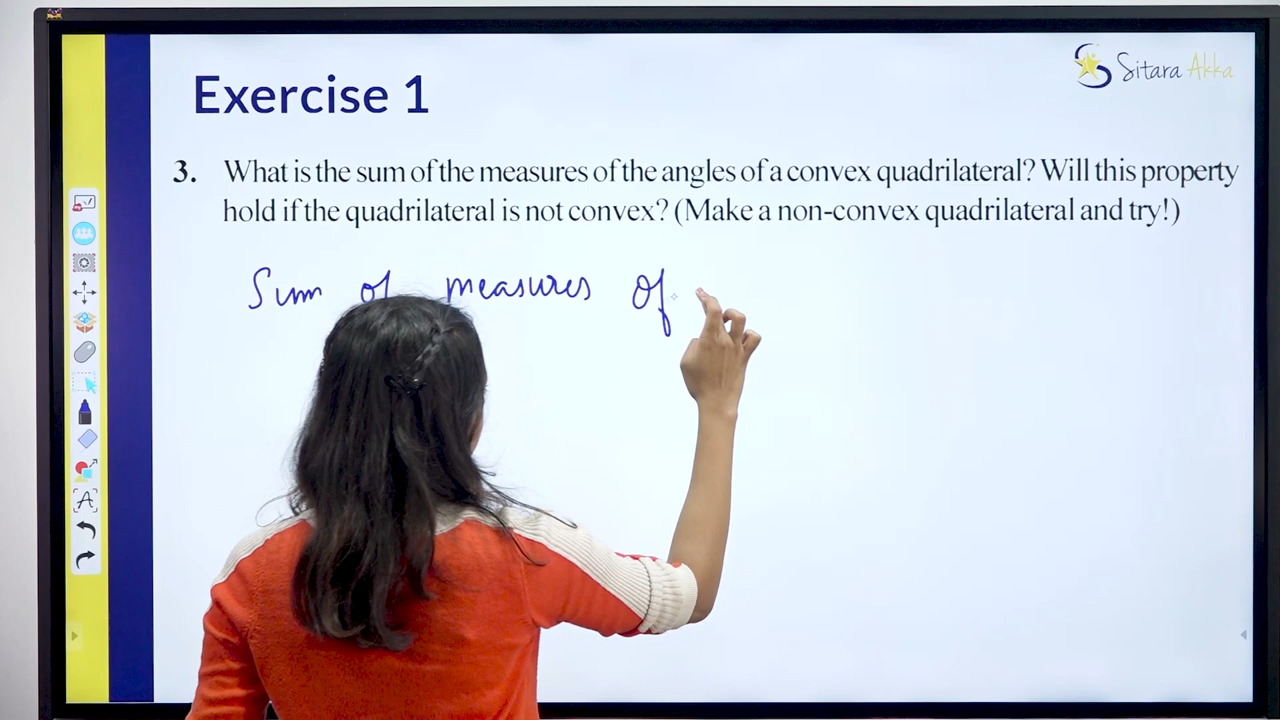 Sitara Akka
Exercise 1
3. What is the sum of the measures of the angles of a convex quadrilateral? Will this property
hold if the quadrilateral is not convex? (Make a non-convex quadrilateral and try!)
Sum of measures of